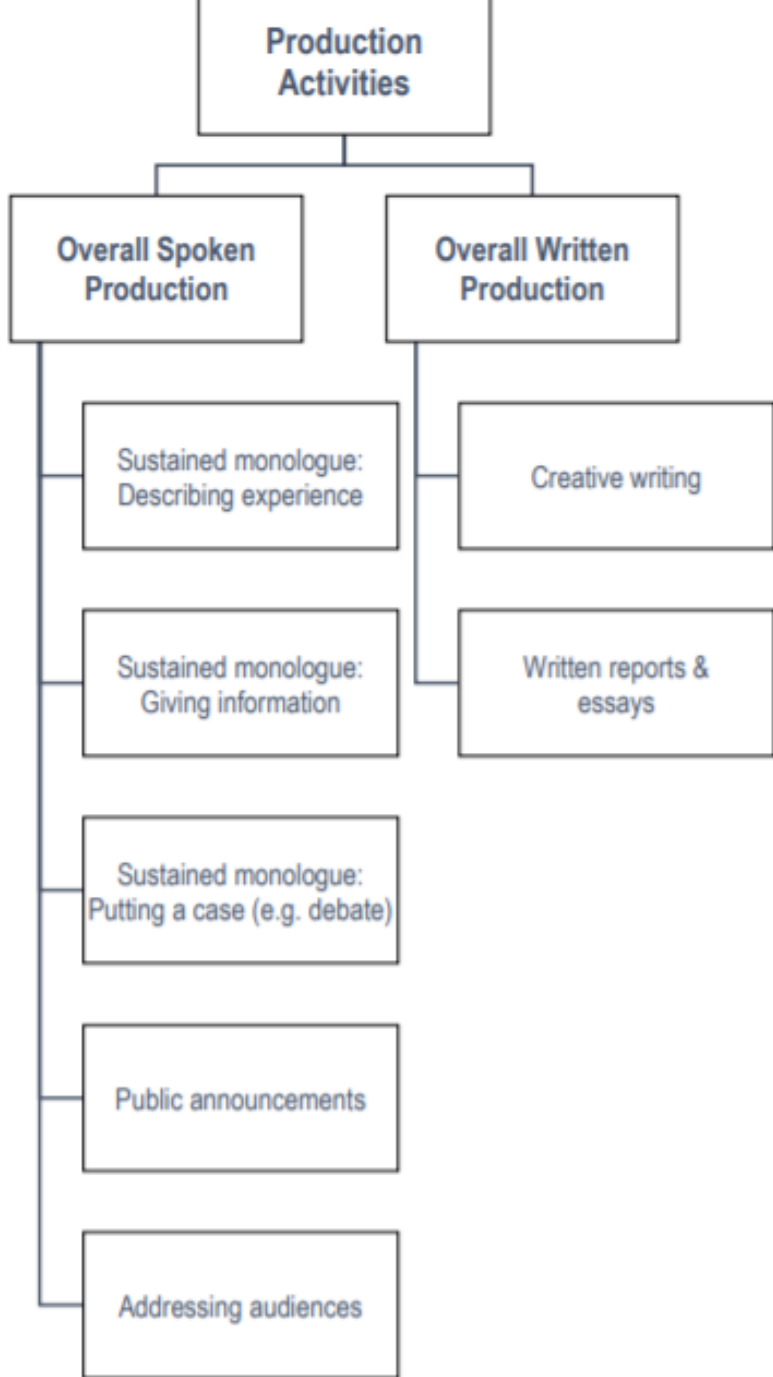 Production
Activities
Overall Spoken
Production
Overall Written
Production
Sustained monologue:
Describing experience
Creative writing
Sustained monologue:
Giving information
Written reports &
essays
Sustained monologue:
Putting a case (e.g. debate)
Public announcements
Addressing audiences